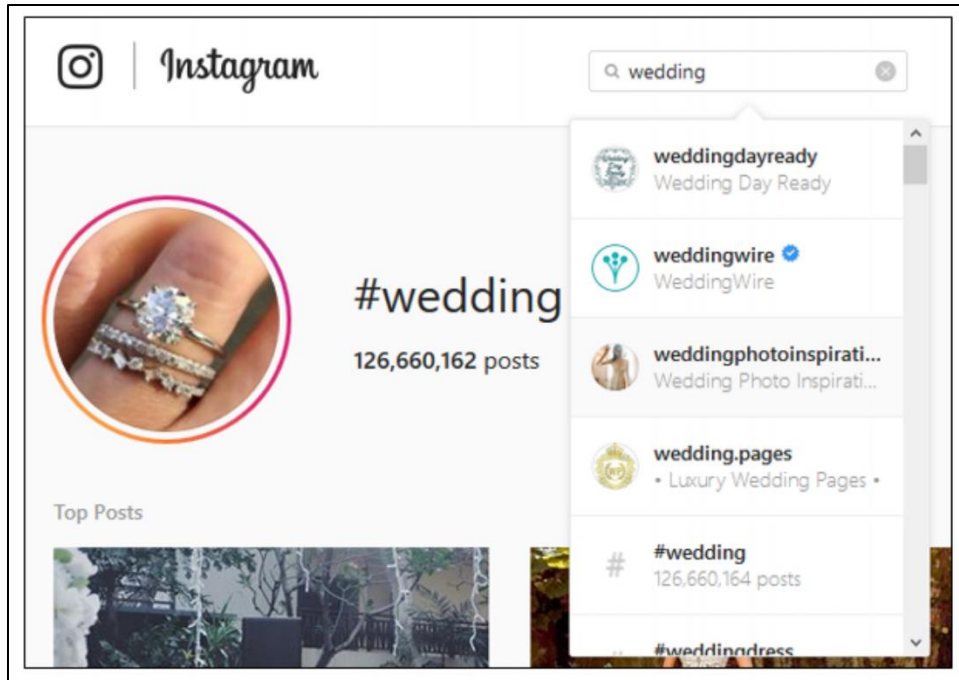 Instagram
wedding
weddingdayready
Wedding Day Ready
weddingwire
WeddingWire
weddingphotoinspirati...
Wedding Photo Inspirati...
wedding.pages
• Luxury Wedding Pages •
#wedding
126,660,164 posts
#weddingdress
#wedding
126,660,162 posts
Top Posts